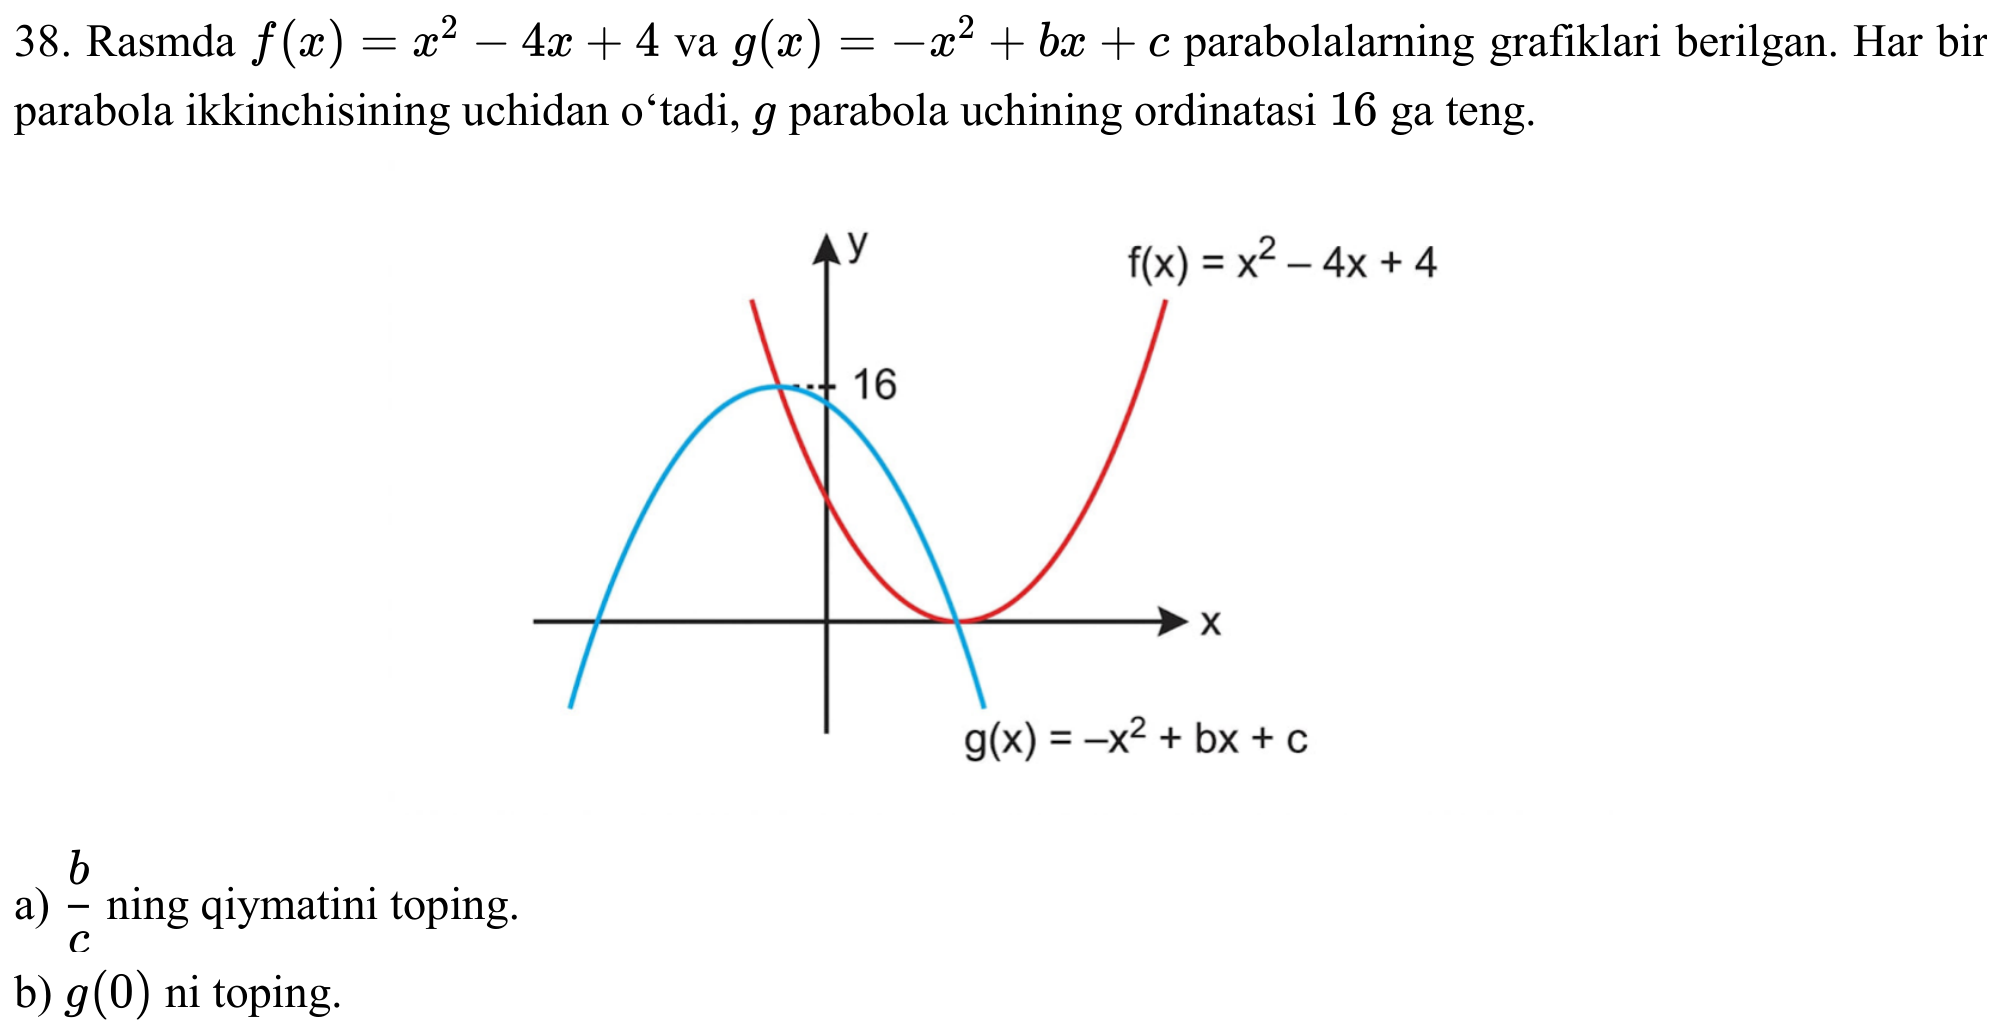 38. Rasmda f(x) = x² − 4x + 4 va g(x) = −x² + bx + c parabolalarning grafiklari berilgan. Har bir
parabola ikkinchisining uchidan o‘tadi, g parabola uchining ordinatasi 16 ga teng.
y
f(x) = x² – 4x + 4
16
x
g(x) = –x² + bx + c
a) b/c ning qiymatini toping.
b) g(0) ni toping.